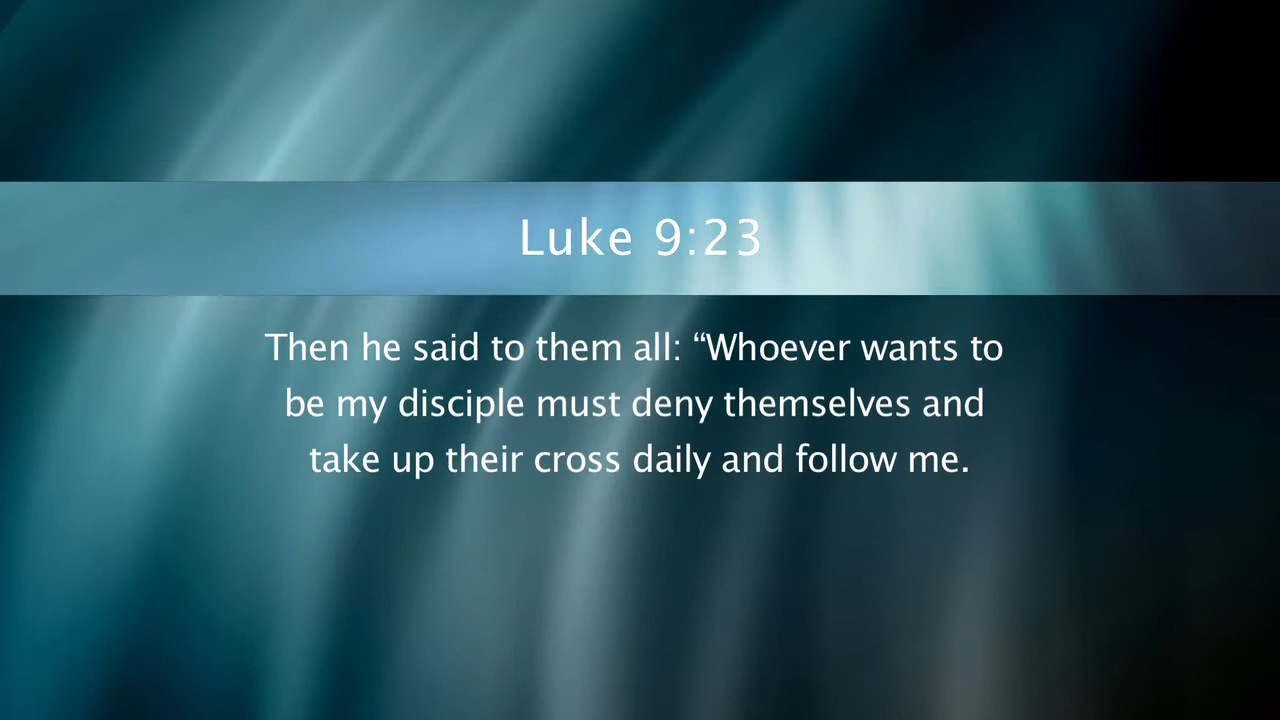 Luke 9:23
Then he said to them all: “Whoever wants to
be my disciple must deny themselves and
take up their cross daily and follow me.